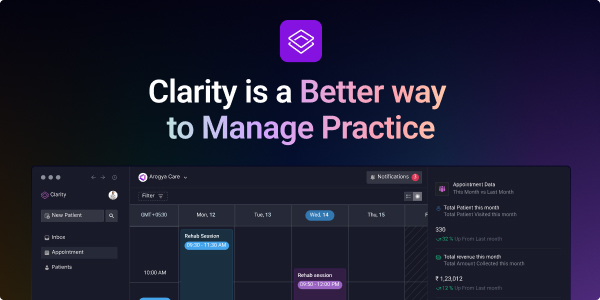 Clarity is a Better way
to Manage Practice
Clarity
New Patient
Inbox
Appointment
Patients
Arogya Care
Notifications 3
Filter
GMT+05:30
Mon, 12
Tue, 13
Wed, 14
Thu, 15
F
Rehab Session
09:30 - 11:30 AM
10:00 AM
Rehab session
09:50 - 12:00 PM
Appointment Data
This Month vs Last Month
Total Patient this month
Total Patient Visited this month
330
32 % Up From Last month
Total revenue this month
Total Amount Collected this month
₹ 1,23,012
12 % Up From Last month